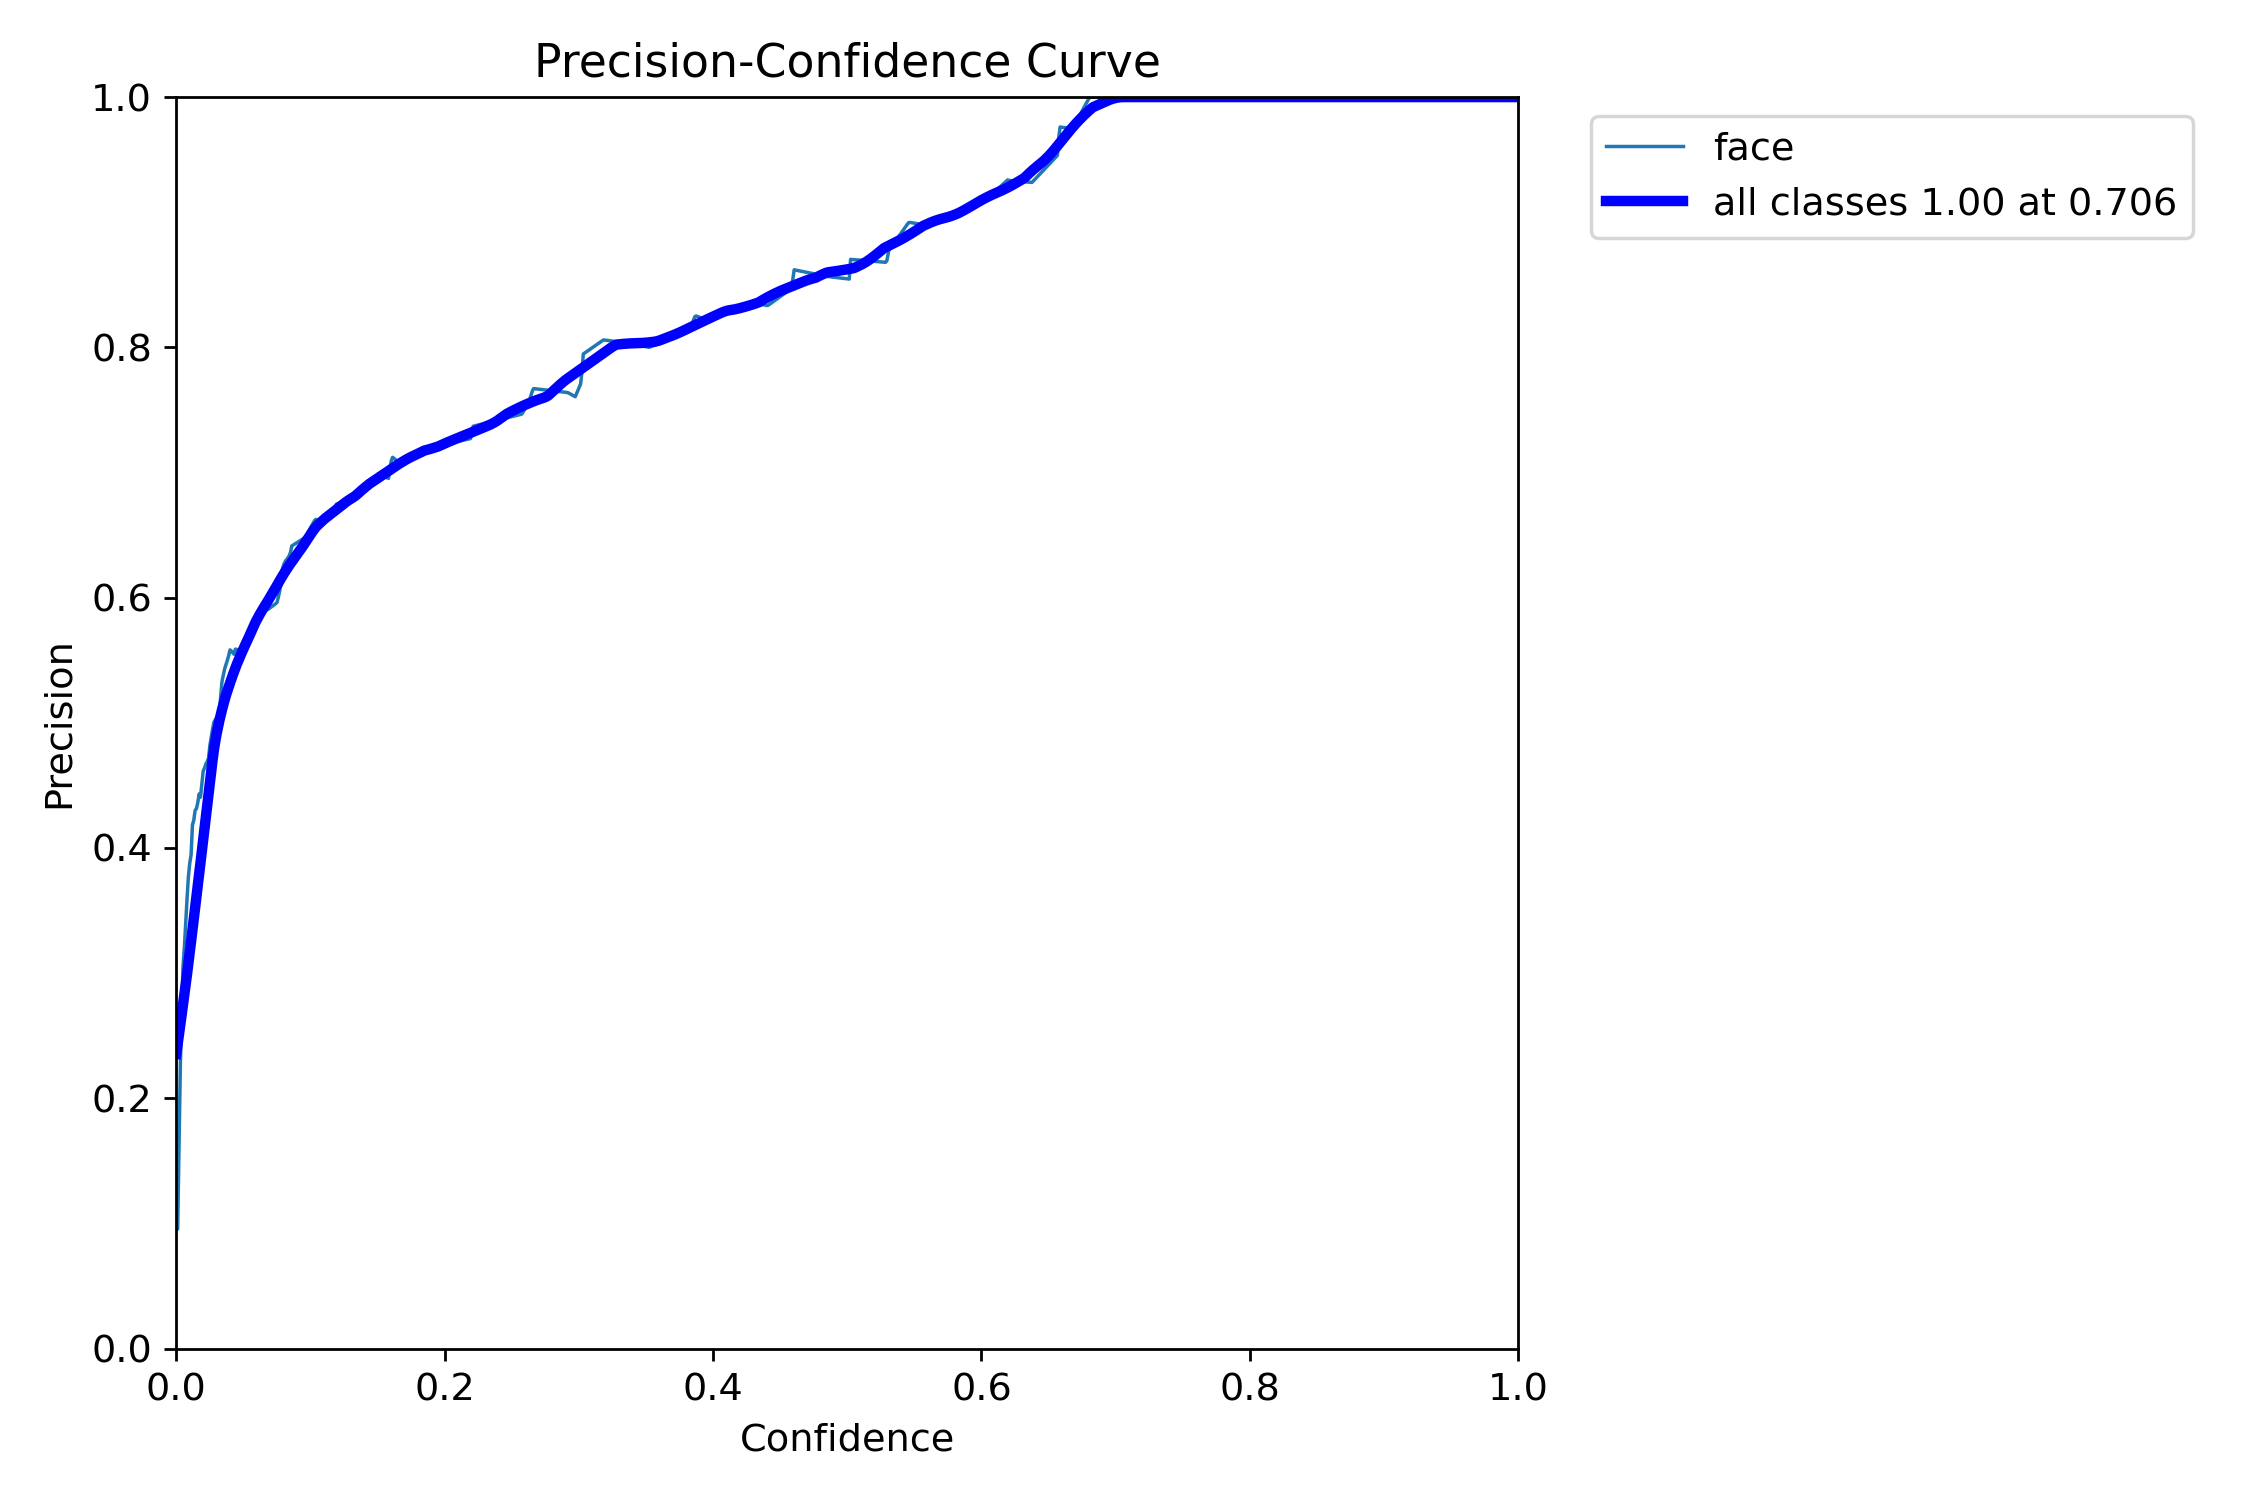 Precision-Confidence Curve
1.0
0.8
0.6
0.4
0.2
0.0
Precision
0.0 0.2 0.4 0.6 0.8 1.0
Confidence
face
all classes 1.00 at 0.706